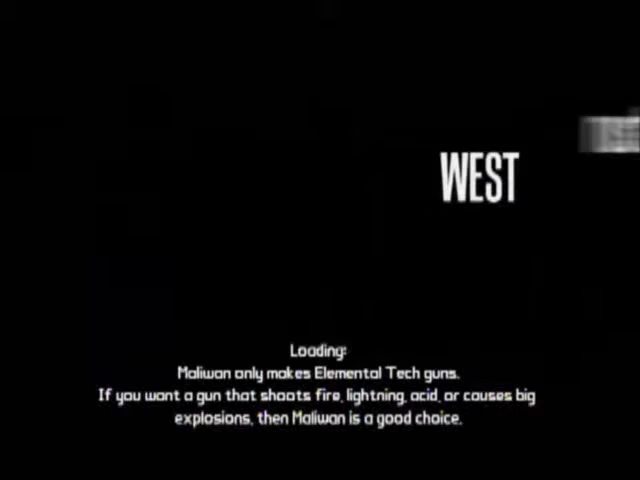 WEST
Loading:
Maliwan only makes Elemental Tech guns.
If you want a gun that shoots fire, lightning, acid, or causes big
explosions, then Maliwan is a good choice.